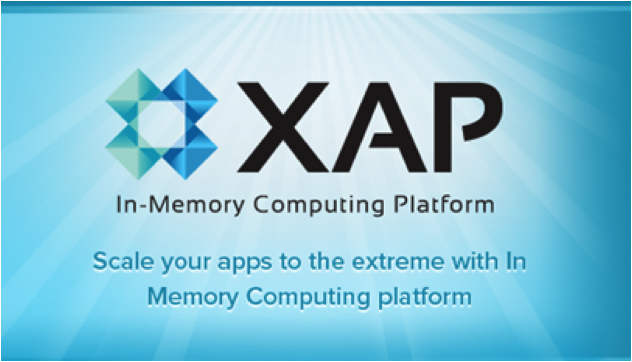 XAP
In-Memory Computing Platform
Scale your apps to the extreme with In
Memory Computing platform